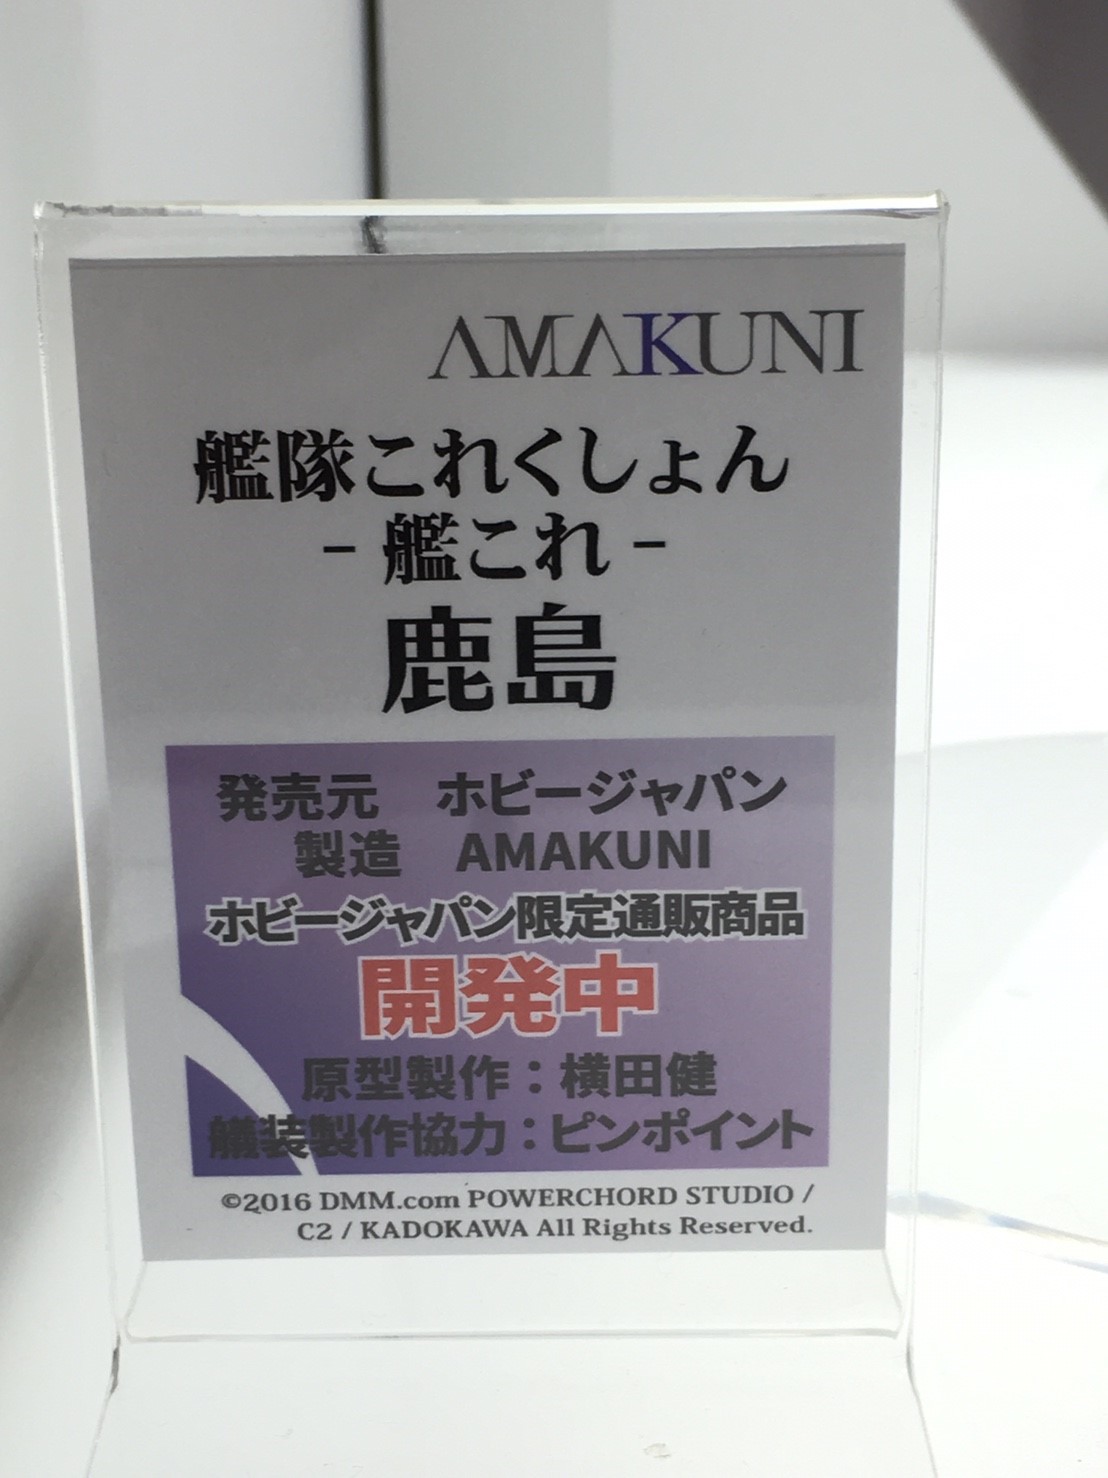 AMAKUNI
艦隊これくしょん
- 艦これ -
鹿島
発売元　ホビージャパン
製造　AMAKUNI
ホビージャパン限定通販商品
開発中
原型製作：横田健
艤装製作協力：ピンポイント
©2016 DMM.com POWERCHORD STUDIO /
C2 / KADOKAWA All Rights Reserved.